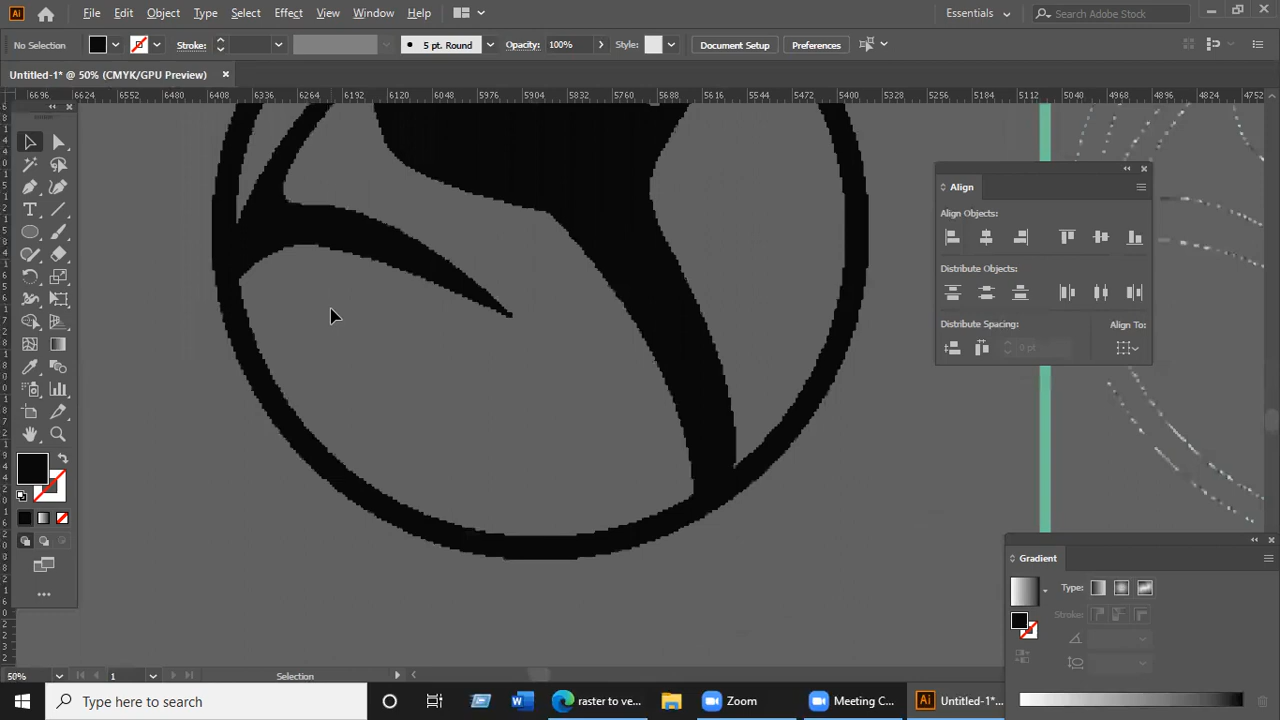 Ai File Edit Object Type Select Effect View Window Help Essentials Search Adobe Stock
No Selection Stroke: 5 pt. Round Opacity: 100% Style: Document Setup Preferences
Untitled-1* @ 50% (CMYK/GPU Preview)
6696 6624 6552 6480 6408 6336 6264 6192 6120 6048 5976 5904 5832 5760 5688 5616 5544 5472 5400 5328 5256 5184 5112 5040 4968 4896 4824 4752
Align
Align Objects:
Distribute Objects:
Distribute Spacing: Align To:
0 pt
Gradient
Type:
Stroke:
50% 1 Selection
Type here to search raster to ve... Zoom Meeting C... Untitled-1*...